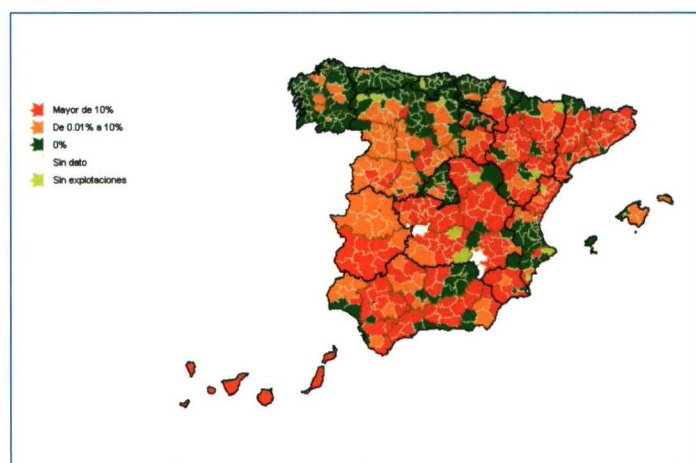 Mayor de 10%
De 0.01% a 10%
0%
Sin dato
Sin explotaciones